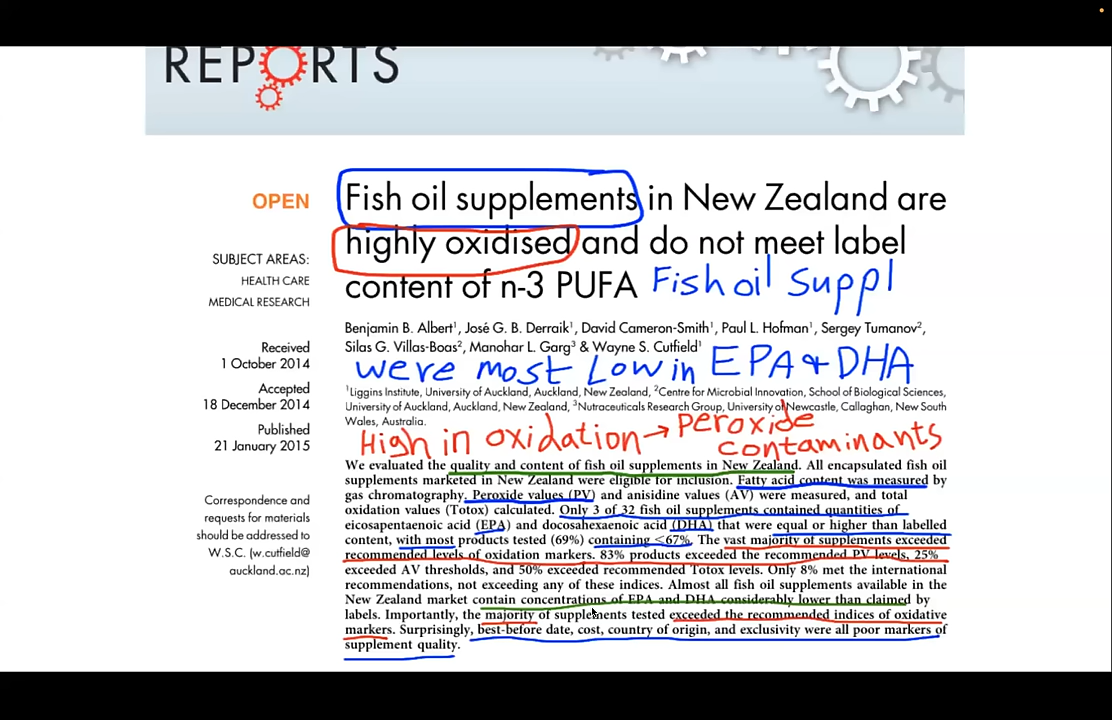 REPORTS
OPEN
SUBJECT AREAS:
HEALTH CARE
MEDICAL RESEARCH
Received
1 October 2014
Accepted
18 December 2014
Published
21 January 2015
Correspondence and
requests for materials
should be addressed to
W.S.C. (w.cutfield@
auckland.ac.nz)
Fish oil supplements in New Zealand are
highly oxidised and do not meet label
content of n-3 PUFA
Fish oil Suppl
Benjamin B. Albert¹, José G. B. Derraik¹, David Cameron-Smith¹, Paul L. Hofman¹, Sergey Tumanov²,
Silas G. Villas-Boas², Manohar L. Garg³ & Wayne S. Cutfield¹
were most Low in EPA & DHA
¹Liggins Institute, University of Auckland, Auckland, New Zealand, ²Centre for Microbial Innovation, School of Biological Sciences,
University of Auckland, Auckland, New Zealand, ³Nutraceuticals Research Group, University of Newcastle, Callaghan, New South
Wales, Australia.
High in oxidation → Peroxide
contaminants
We evaluated the quality and content of fish oil supplements in New Zealand. All encapsulated fish oil
supplements marketed in New Zealand were eligible for inclusion. Fatty acid content was measured by
gas chromatography. Peroxide values (PV) and anisidine values (AV) were measured, and total
oxidation values (Totox) calculated. Only 3 of 32 fish oil supplements contained quantities of
eicosapentaenoic acid (EPA) and docosahexaenoic acid (DHA) that were equal or higher than labelled
content, with most products tested (69%) containing <67%. The vast majority of supplements exceeded
recommended levels of oxidation markers. 83% products exceeded the recommended PV levels, 25%
exceeded AV thresholds, and 50% exceeded recommended Totox levels. Only 8% met the international
recommendations, not exceeding any of these indices. Almost all fish oil supplements available in the
New Zealand market contain concentrations of EPA and DHA considerably lower than claimed by
labels. Importantly, the majority of supplements tested exceeded the recommended indices of oxidative
markers. Surprisingly, best-before date, cost, country of origin, and exclusivity were all poor markers of
supplement quality.